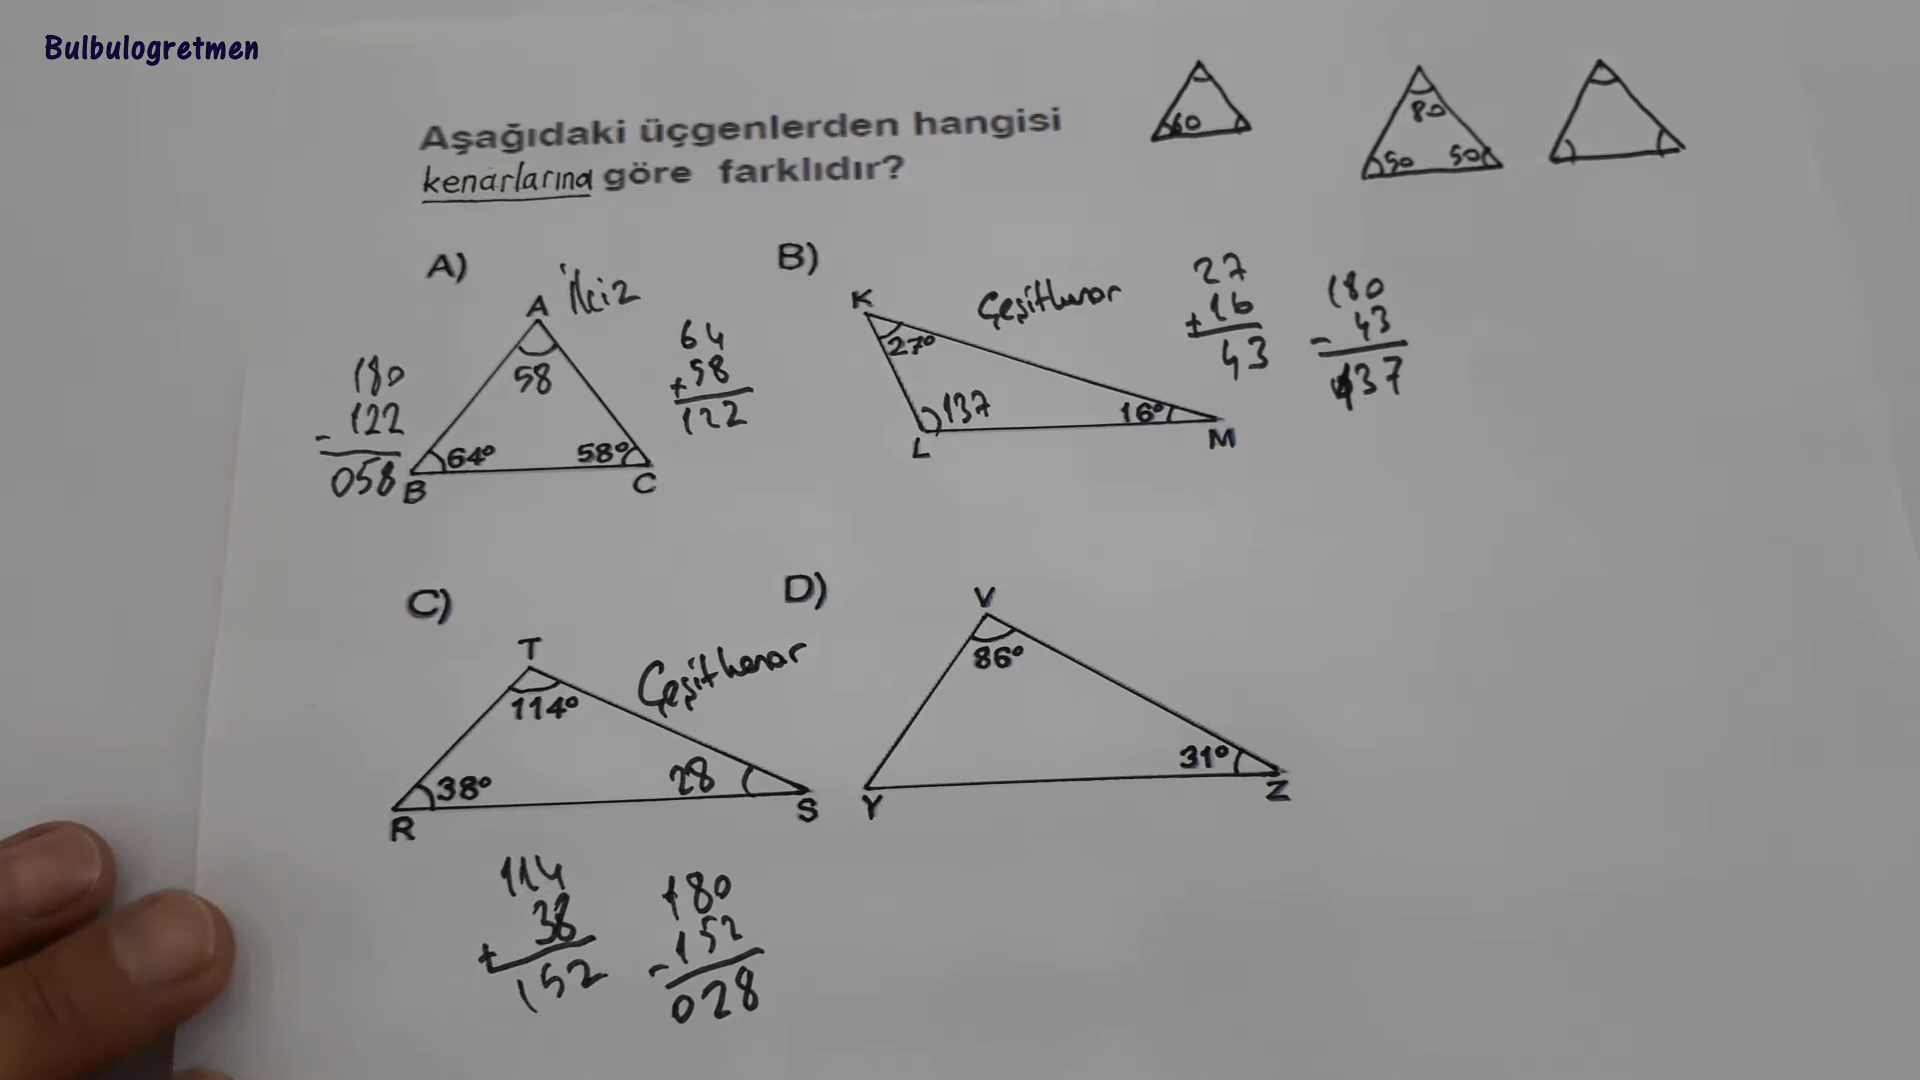 Bulbulogretmen
Aşağıdaki üçgenlerden hangisi
kenarlarına göre farklıdır?
60
80
50 50
A)
İkiz
A
58
64° 58°
B C
64
+58
122
180
- 122
058
B)
Çeşitkenar
K
27°
137
16°
L M
27
+16
43
180
- 43
137
C)
Çeşitkenar
T
114°
38° 28
R S
114
38
+
152
180
-152
028
D)
V
86°
31°
Y Z